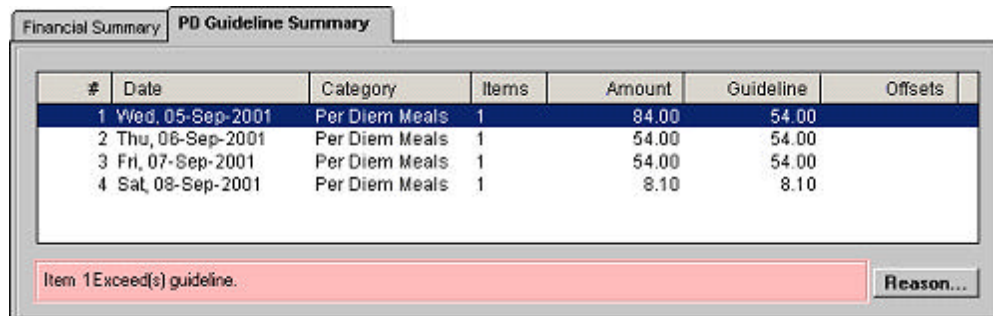 Financial Summary PD Guideline Summary
# Date Category Items Amount Guideline Offsets
1 Wed, 05-Sep-2001 Per Diem Meals 1 84.00 54.00
2 Thu, 06-Sep-2001 Per Diem Meals 1 54.00 54.00
3 Fri, 07-Sep-2001 Per Diem Meals 1 54.00 54.00
4 Sat, 08-Sep-2001 Per Diem Meals 1 8.10 8.10
Item 1Exceed(s) guideline.
Reason...